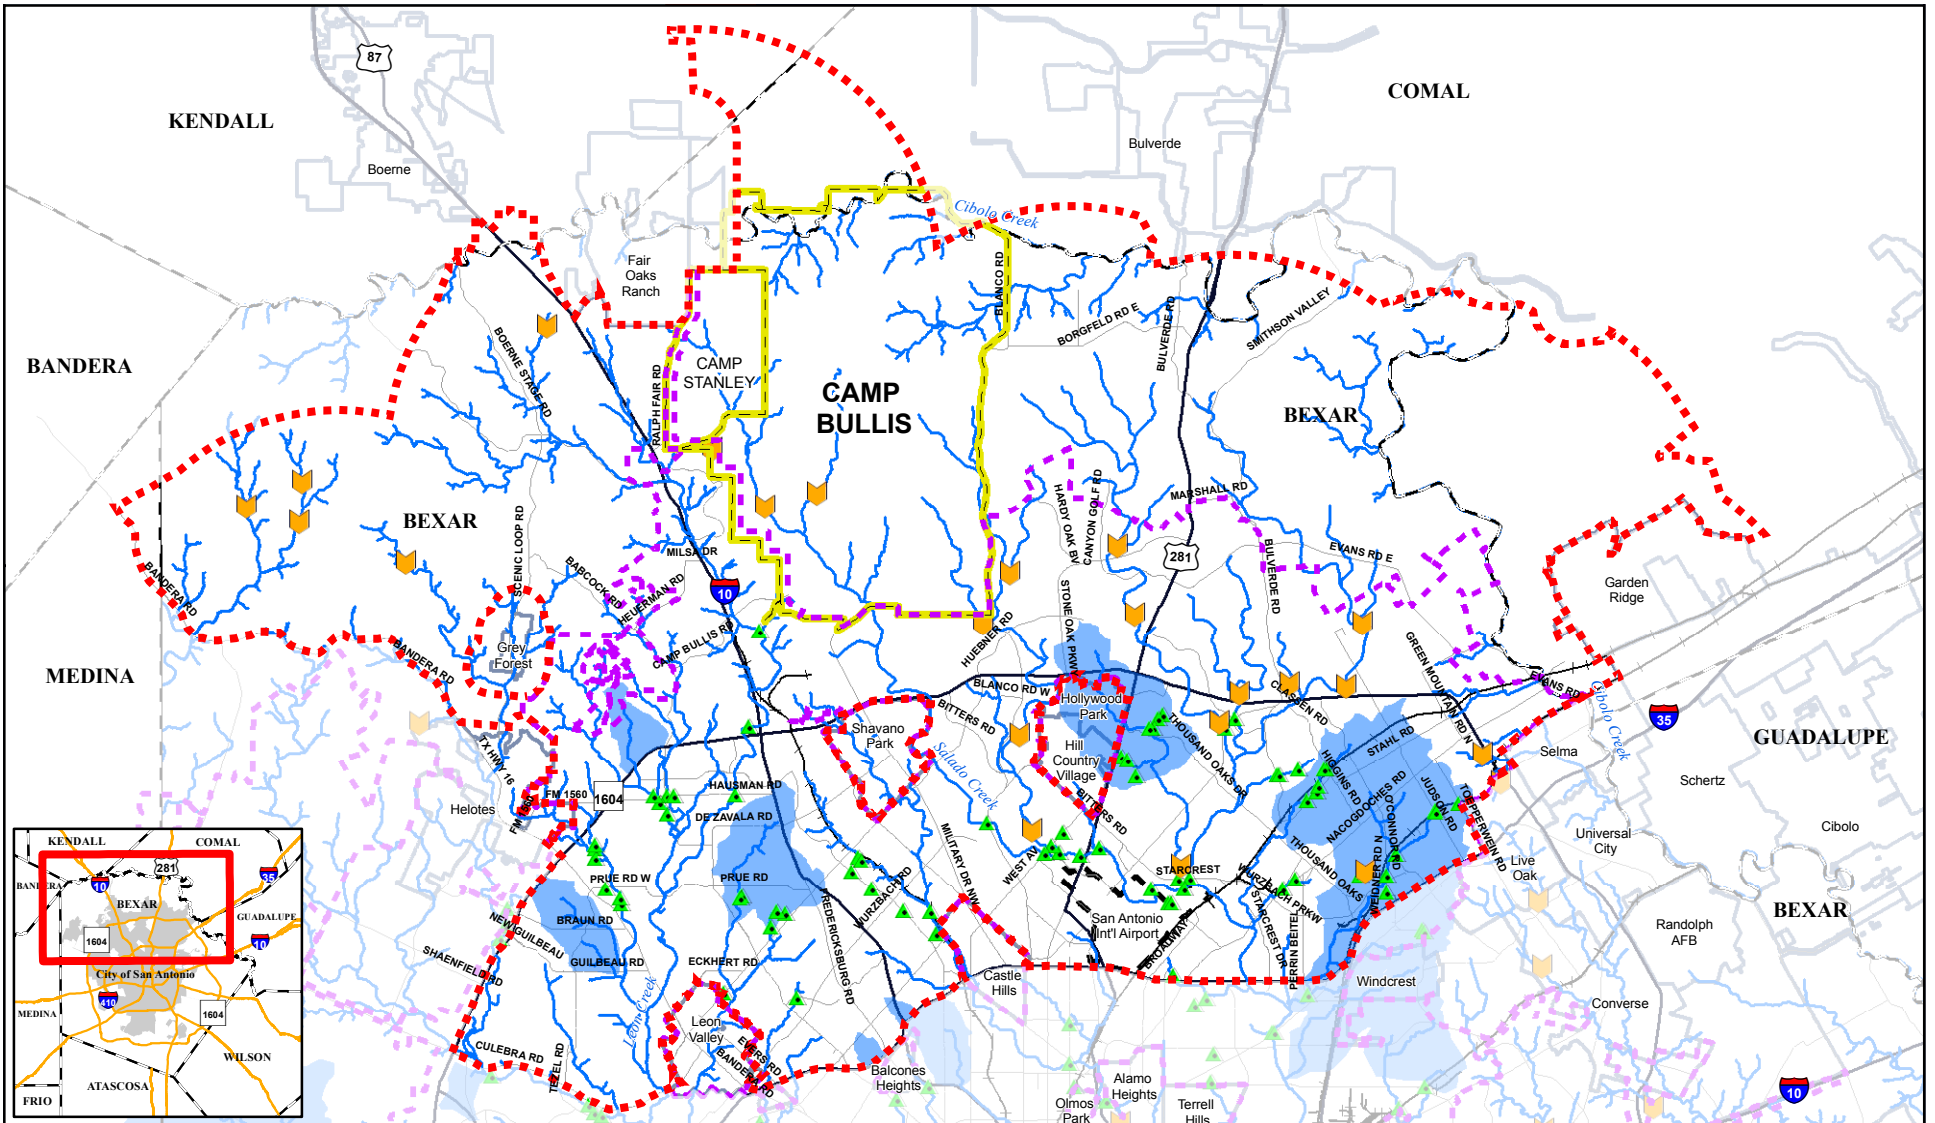 87
KENDALL
COMAL
Boerne
Bulverde
Cibolo Creek
Fair
Oaks
Ranch
BLANCO RD
BORGFELD RD E
BULVERDE RD
SMITHSON VALLEY
BANDERA
BOERNE STAGE RD
RALPH FAIR RD
CAMP
STANLEY
CAMP
BULLIS
BEXAR
BEXAR
SCENIC LOOP RD
HARDY OAK BV
CANYON GOLF RD
MARSHALL RD
281
BULVERDE RD
EVANS RD E
MILSA DR
BABCOCK RD
HEUERMAN RD
10
BANDERA RD
STONE OAK PKWY
Garden
Ridge
CAMP BULLIS RD
HUEBNER RD
GREEN MOUNTAIN RD N
Grey
Forest
BANDERA RD
MEDINA
BLANCO RD W
EVANS RD
Cibolo Creek
Hollywood
Park
CLASSEN RD
BITTERS RD
THOUSAND OAKS DR
35
Shavano
Park
Salado Creek
Hill
Country
Village
STAHL RD
GUADALUPE
TX HWY 16
HIGGINS RD
Selma
Schertz
HAUSMAN RD
NACOGDOCHES RD
JUDSON RD
TOEPPERWEIN RD
Helotes
FM 1560
FM 1560
1604
BITTERS RD
O'CONNOR RD
DE ZAVALA RD
MILITARY DR NW
WEST AV
Universal
City
Cibolo
THOUSAND OAKS
WEIDNER RD N
Live
Oak
PRUE RD W
PRUE RD
WURZBACH RD
STARCREST
WURZBACH PRKW
STARCREST DR
PERRIN BEITEL
BRAUN RD
NEW GUILBEAU
FREDERICKSBURG RD
San Antonio
Int'l Airport
BROADWAY
Randolph
AFB
BEXAR
SHAENFIELD RD
GUILBEAU RD
ECKHERT RD
Castle
Hills
Windcrest
Converse
Leon Creek
Leon
Valley
EVERS RD
BANDERA RD
CULEBRA RD
TEZEL RD
Balcones
Heights
Alamo
Heights
Olmos
Park
Terrell
Hills
10
KENDALL
COMAL
281
35
BANDERA
10
BEXAR
GUADALUPE
1604
10
City of San Antonio
410
MEDINA
1604
WILSON
ATASCOSA
FRIO